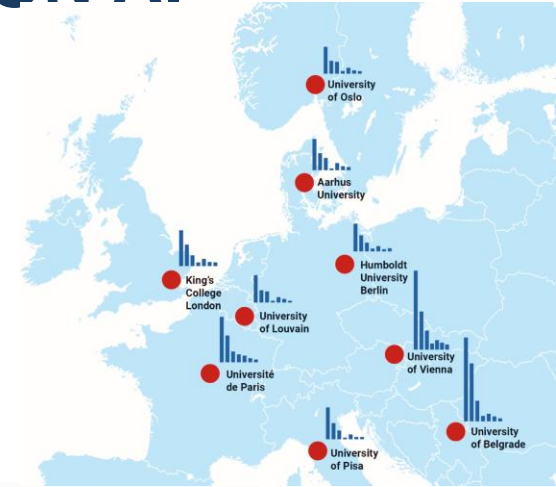 University
of Oslo
Aarhus
University
Humboldt
University
Berlin
King's
College
London
University
of Louvain
University
of Vienna
Université
de Paris
University
of Belgrade
University
of Pisa